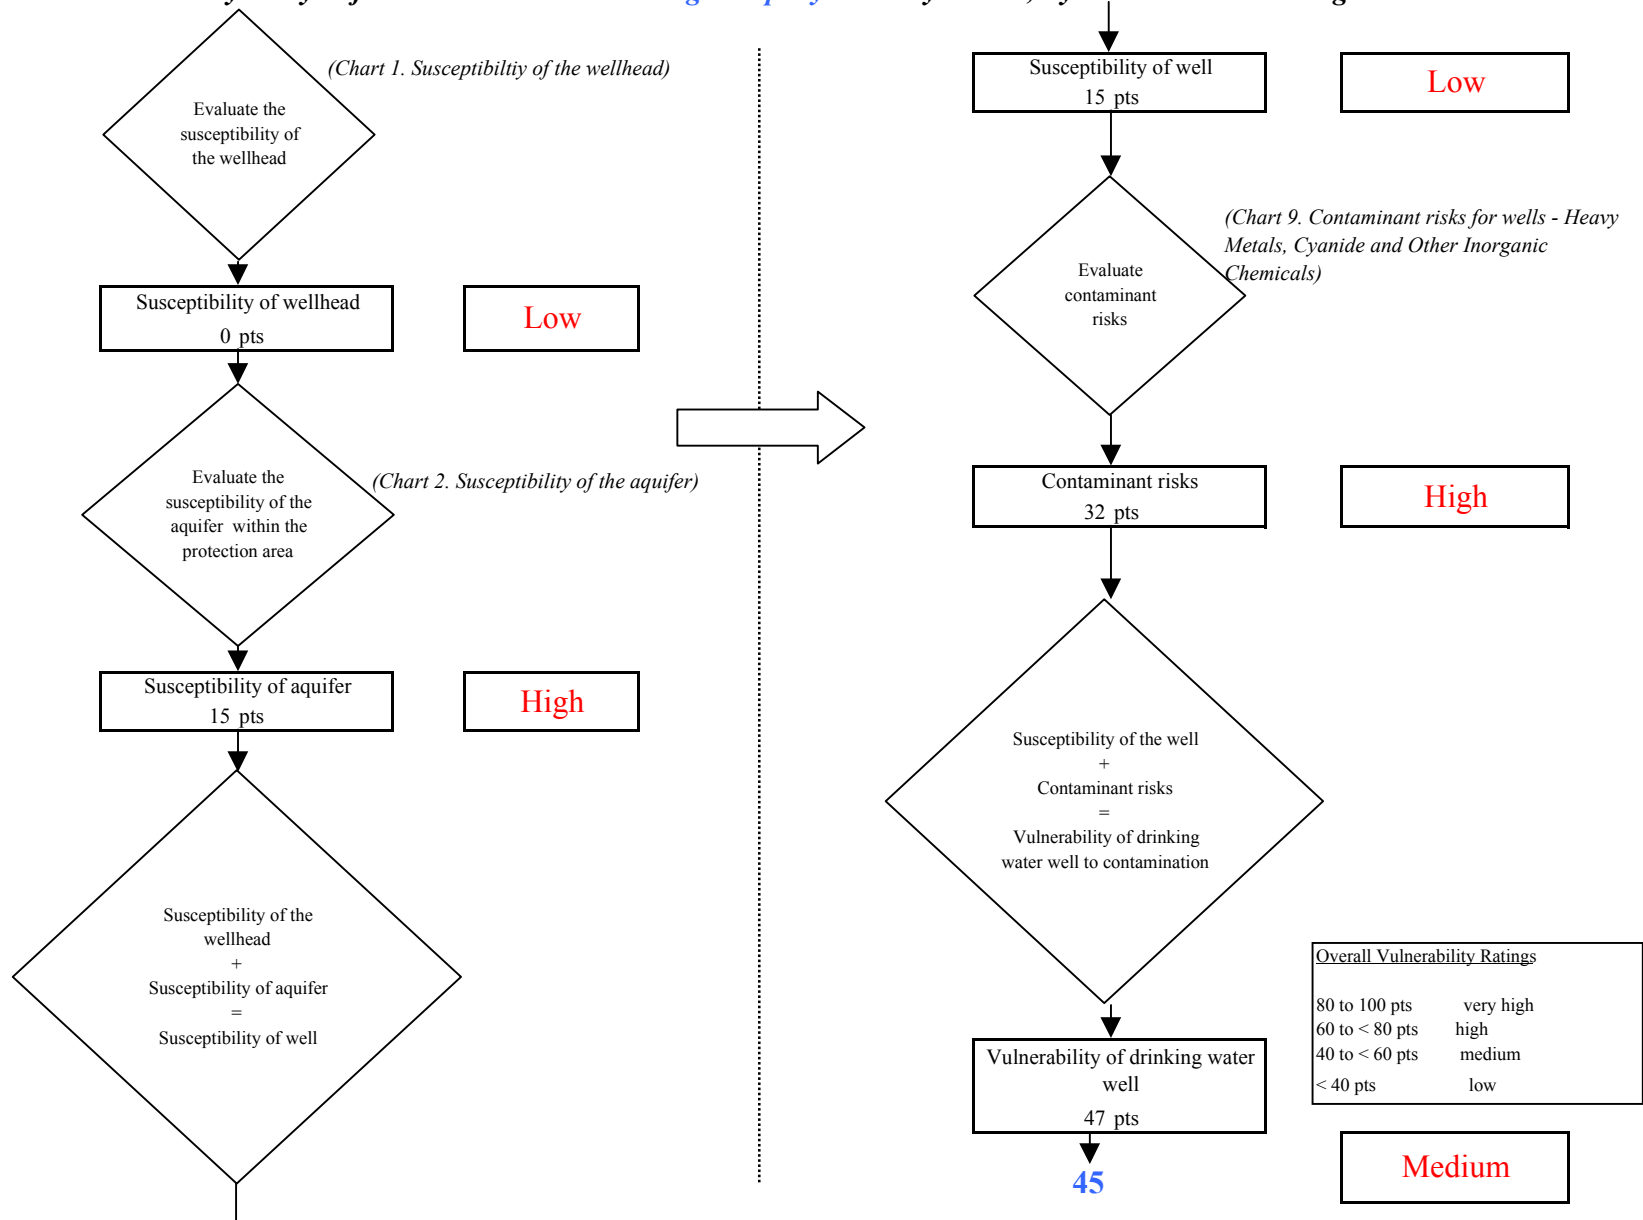 (Chart 1. Susceptibiltiy of the wellhead)
Evaluate the
susceptibility of
the wellhead
Susceptibility of wellhead
0 pts
Low
(Chart 2. Susceptibility of the aquifer)
Evaluate the
susceptibility of the
aquifer within the
protection area
Susceptibility of aquifer
15 pts
High
Susceptibility of the
wellhead
+
Susceptibility of aquifer
=
Susceptibility of well
Susceptibility of well
15 pts
Low
(Chart 9. Contaminant risks for wells - Heavy
Metals, Cyanide and Other Inorganic
Chemicals)
Evaluate
contaminant
risks
Contaminant risks
32 pts
High
Susceptibility of the well
+
Contaminant risks
=
Vulnerability of drinking
water well to contamination
Overall Vulnerability Ratings
80 to 100 pts very high
60 to < 80 pts high
40 to < 60 pts medium
< 40 pts low
Vulnerability of drinking water
well
47 pts
45
Medium